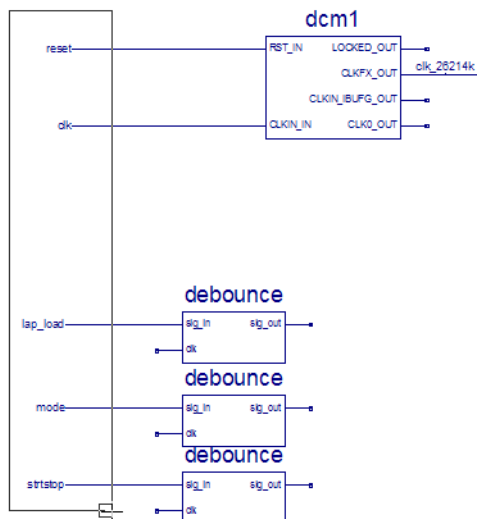 dcm1
reset RST_IN LOCKED_OUT
CLKFX_OUT clk_26214k
CLKIN_IBUFG_OUT
clk CLKIN_IN CLK0_OUT
debounce
lap_load sig_in sig_out
clk
debounce
mode sig_in sig_out
clk
debounce
strtstop sig_in sig_out
clk